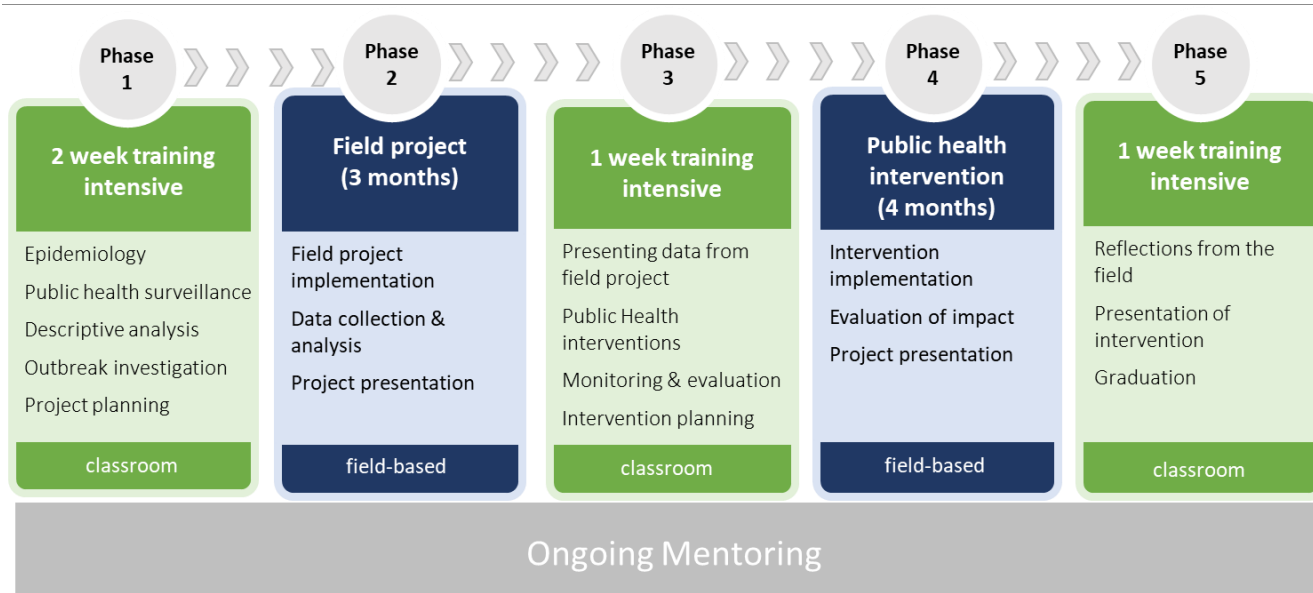 Phase
1
Phase
2
Phase
3
Phase
4
Phase
5
2 week training
intensive
Epidemiology
Public health surveillance
Descriptive analysis
Outbreak investigation
Project planning
classroom
Field project
(3 months)
Field project
implementation
Data collection &
analysis
Project presentation
field-based
1 week training
intensive
Presenting data from
field project
Public Health
interventions
Monitoring & evaluation
Intervention planning
classroom
Public health
intervention
(4 months)
Intervention
implementation
Evaluation of impact
Project presentation
field-based
1 week training
intensive
Reflections from the
field
Presentation of
intervention
Graduation
classroom
Ongoing Mentoring